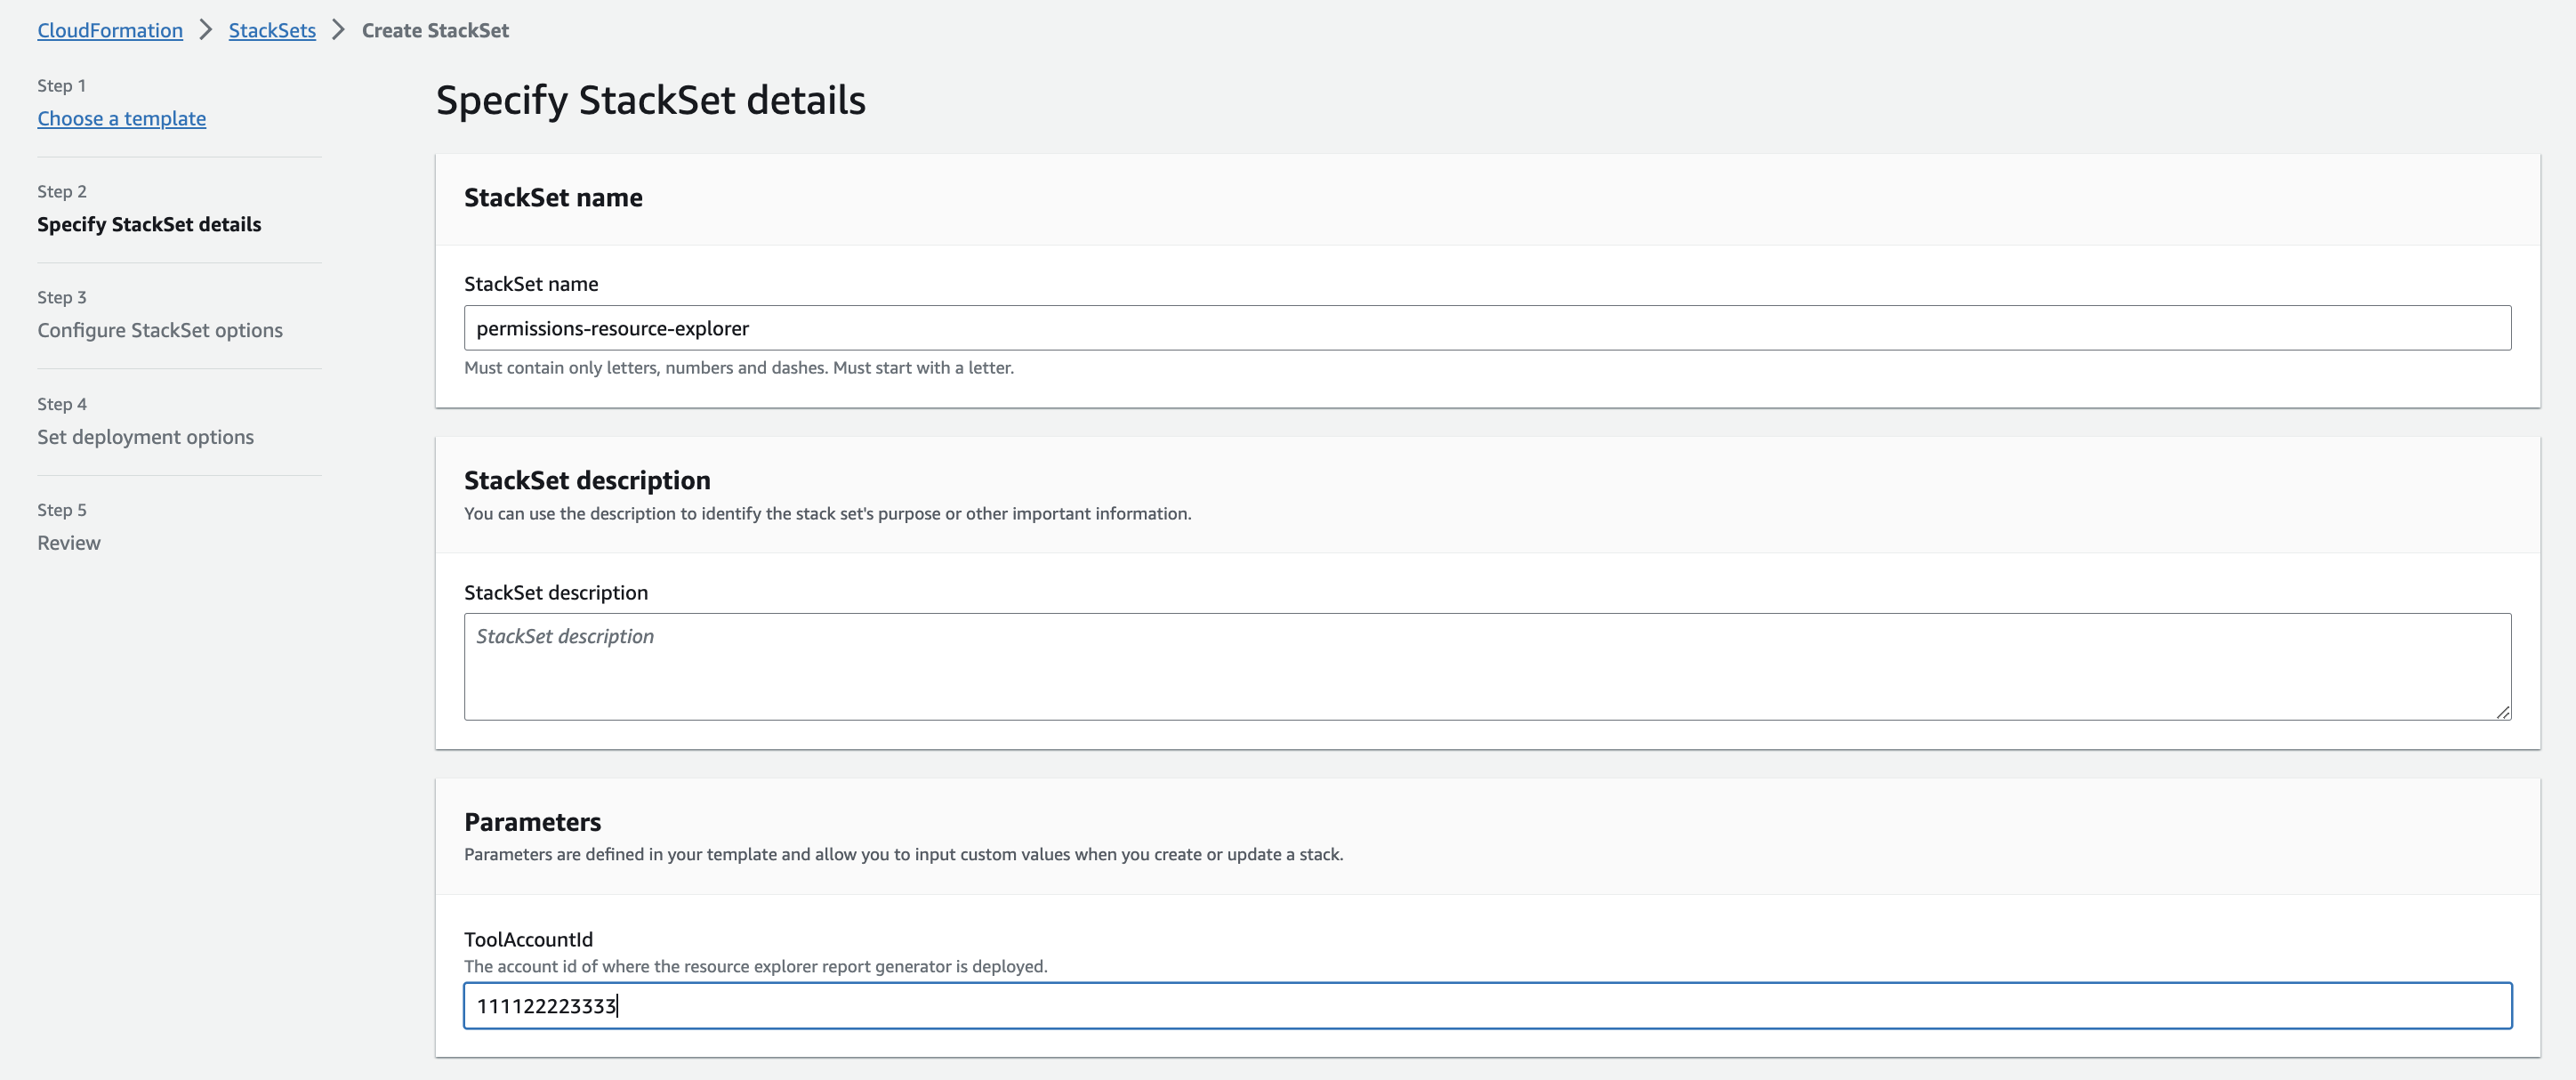 CloudFormation > StackSets > Create StackSet
Step 1
Choose a template
Step 2
Specify StackSet details
Step 3
Configure StackSet options
Step 4
Set deployment options
Step 5
Review
Specify StackSet details
StackSet name
StackSet name
permissions-resource-explorer
Must contain only letters, numbers and dashes. Must start with a letter.
StackSet description
You can use the description to identify the stack set's purpose or other important information.
StackSet description
StackSet description
Parameters
Parameters are defined in your template and allow you to input custom values when you create or update a stack.
ToolAccountId
The account id of where the resource explorer report generator is deployed.
111122223333